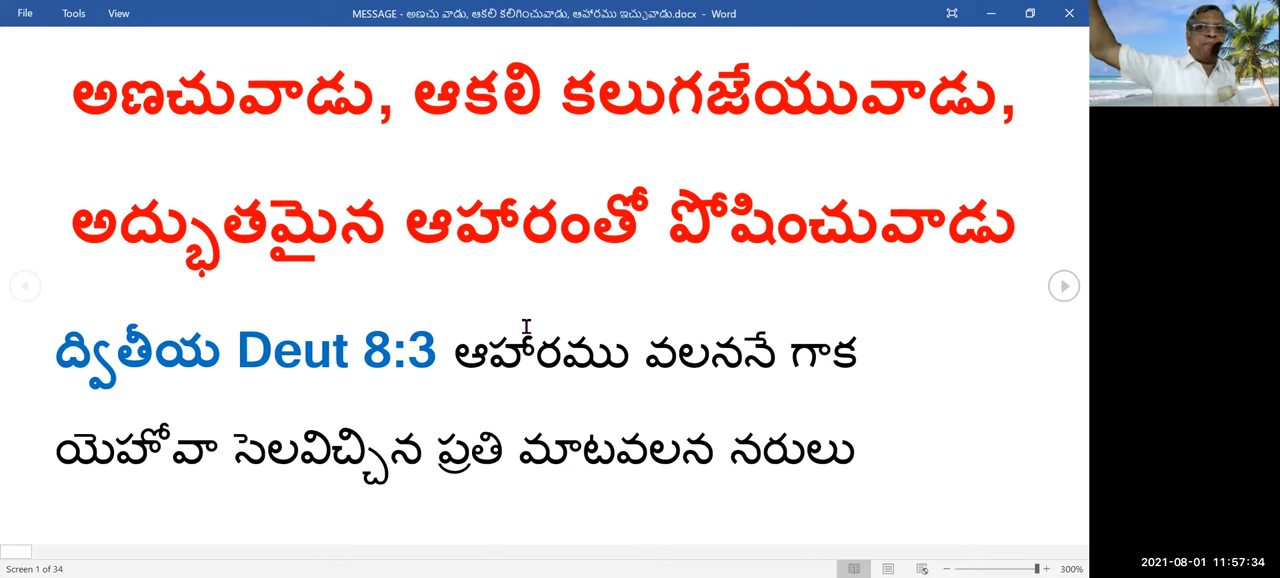 File Tools View MESSAGE - అణచు వాడు, ఆకలి కలిగించువాడు, ఆహారము ఇచ్చువాడు.docx - Word
అణచువాడు, ఆకలి కలుగజేయువాడు,
అద్భుతమైన ఆహారంతో పోషించువాడు
ద్వితీయ Deut 8:3 ఆహారము వలననే గాక
యెహోవా సెలవిచ్చిన ప్రతి మాటవలన నరులు
2021-08-01 11:57:34
Screen 1 of 34 300%